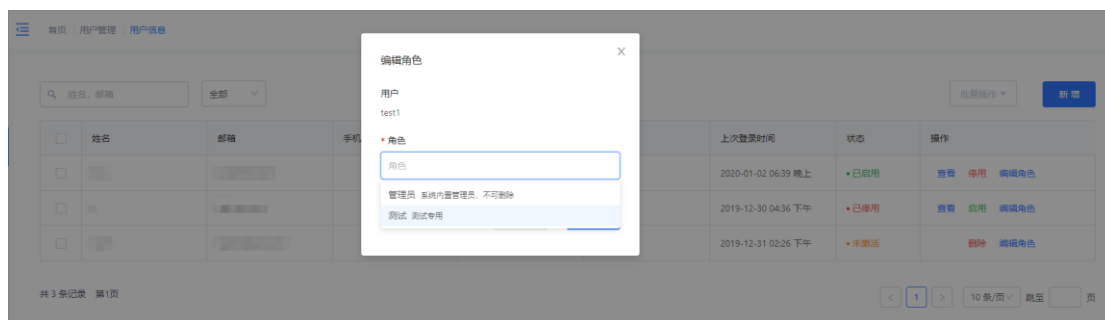 首页 用户管理 用户信息
编辑角色
用户
test1
* 角色
角色
管理员 系统内置管理员，不可删除
测试 测试专用
姓名、邮箱 全部 批量操作 新增
姓名 邮箱 手机 上次登录时间 状态 操作
2020-01-02 06:39 晚上 已启用 查看 停用 编辑角色
2019-12-30 04:36 下午 已停用 查看 启用 编辑角色
2019-12-31 02:26 下午 未激活 删除 编辑角色
共 3 条记录 第1页 1 10 条/页 跳至 页